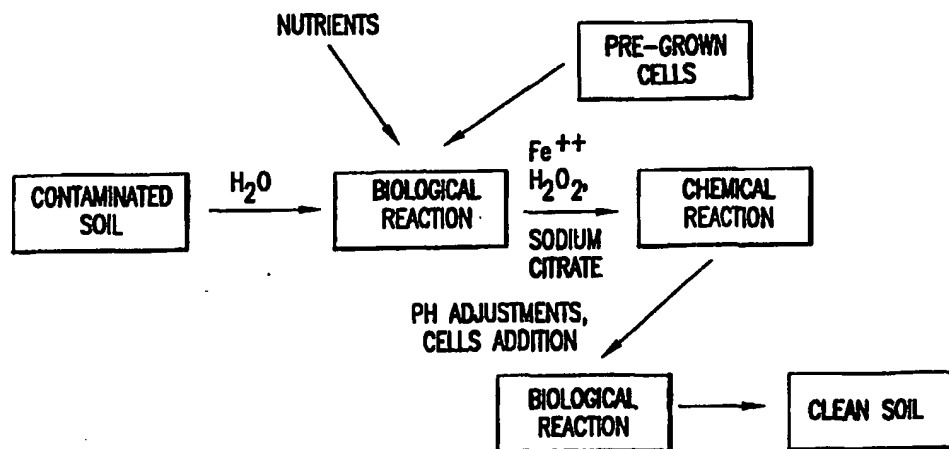 NUTRIENTS
PRE-GROWN
CELLS
CONTAMINATED
SOIL
H₂O
BIOLOGICAL
REACTION
Fe⁺⁺
H₂O₂,
SODIUM
CITRATE
CHEMICAL
REACTION
PH ADJUSTMENTS,
CELLS ADDITION
BIOLOGICAL
REACTION
CLEAN SOIL